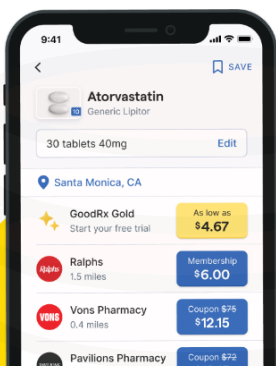 9:41
SAVE
Atorvastatin
10
Generic Lipitor
30 tablets 40mg Edit
Santa Monica, CA
GoodRx Gold
Start your free trial
As low as
$4.67
Ralphs
Ralphs
1.5 miles
Membership
$6.00
VONS
Vons Pharmacy
0.4 miles
Coupon $75
$12.15
Pavilions Pharmacy
Coupon $72